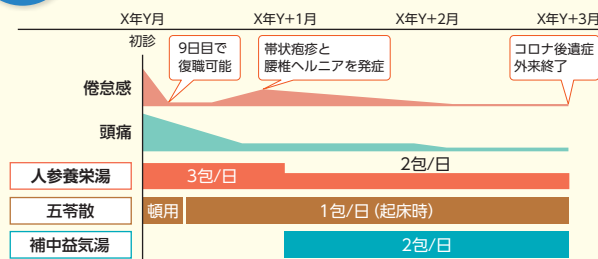 X年Y月 X年Y+1月 X年Y+2月 X年Y+3月
初診
9日目で
復職可能
帯状疱疹と
腰椎ヘルニアを発症
コロナ後遺症
外来終了
倦怠感
頭痛
人参養栄湯 3包/日 2包/日
五苓散 頓用 1包/日（起床時）
補中益気湯 2包/日